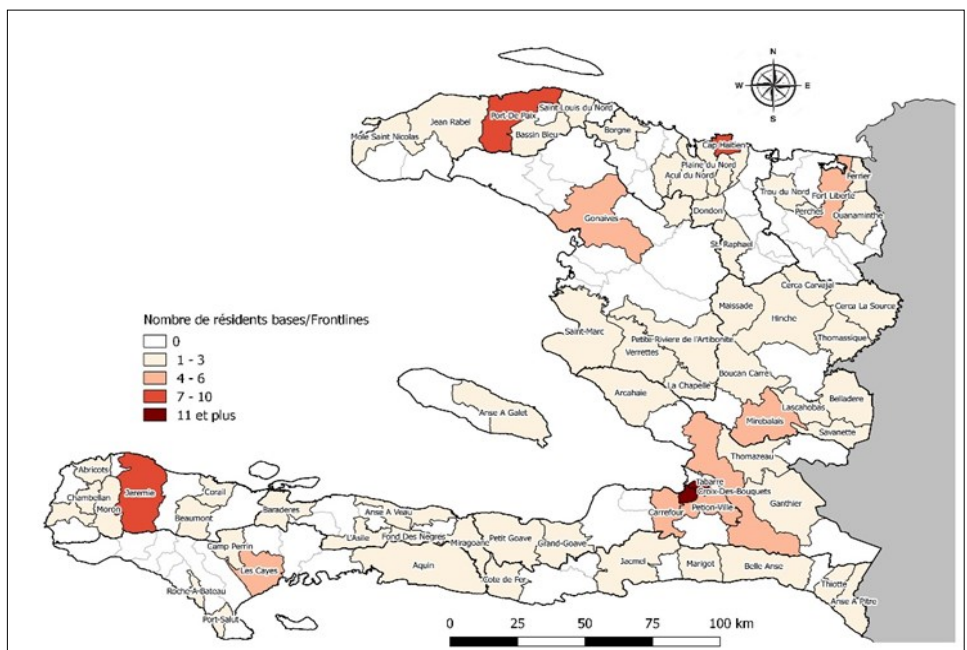 N
W E
S
Port De Paix
Saint Louis du Nord
Jean Rabel
Mole Saint Nicolas
Bassin Bleu
Borgne
Cap Haitien
Plaine du Nord
Acul du Nord
Ferrier
Trou du Nord
Fort Liberte
Perches
Ouanaminthe
Gonaives
Dondon
St. Raphael
Cerca Carvajal
Maissade
Cerca La Source
Hinche
Saint-Marc
Petite-Riviere de l'Artibonite
Thomassique
Verrettes
Boucan Carre
La Chapelle
Arcahaie
Belladere
Lascahobas
Mirebalais
Savanette
Nombre de résidents bases/Frontlines
0
1 - 3
4 - 6
7 - 10
11 et plus
Anse A Galet
Thomazeau
Tabarre
Croix-Des-Bouquets
Ganthier
Petion-Ville
Carrefour
Abricots
Jeremie
Corail
Chambellan
Moron
Beaumont
Baraderes
Anse A Veau
L'Asile
Fond Des Negres
Miragoane
Petit Goave
Grand-Goave
Camp Perrin
Les Cayes
Aquin
Cote de Fer
Jacmel
Marigot
Belle Anse
Thiotte
Anse A Pitre
Roche-A-Bateau
Port-Salut
0 25 50 75 100 km